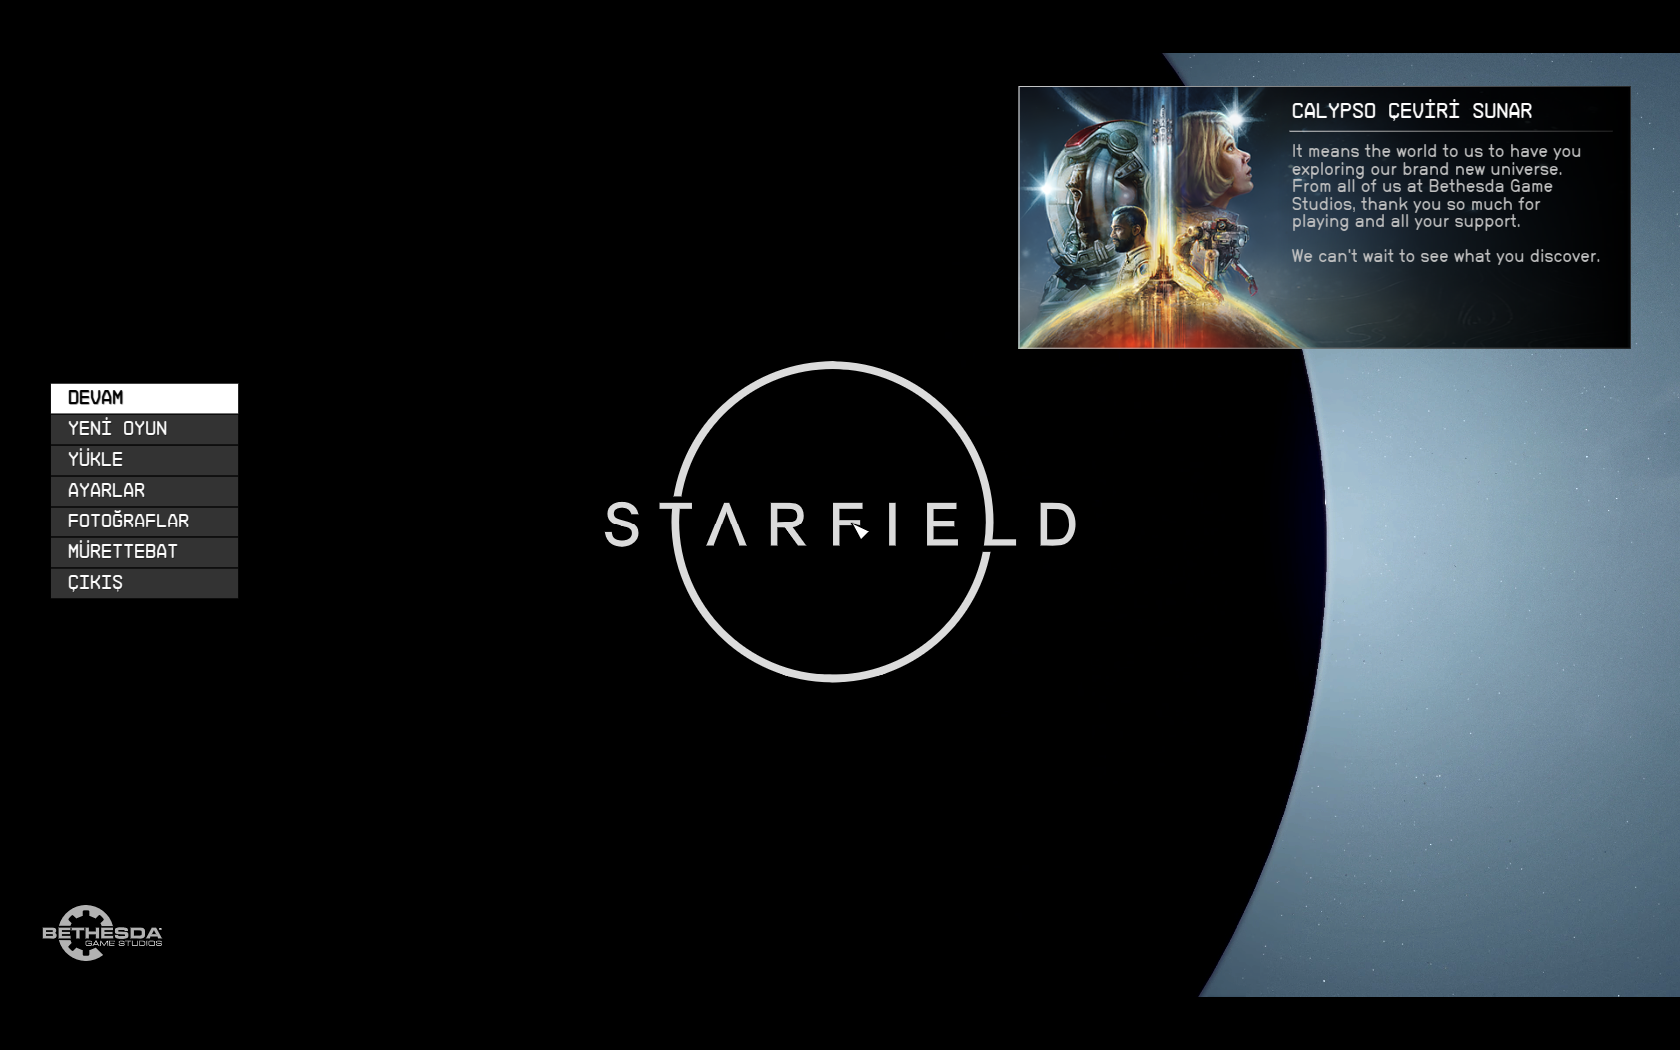 CALYPSO ÇEVİRİ SUNAR
It means the world to us to have you
exploring our brand new universe.
From all of us at Bethesda Game
Studios, thank you so much for
playing and all your support.
We can't wait to see what you discover.
DEVAM
YENİ OYUN
YÜKLE
AYARLAR
FOTOĞRAFLAR
MÜRETTEBAT
ÇIKIŞ
STARFIELD
BETHESDA
GAME STUDIOS